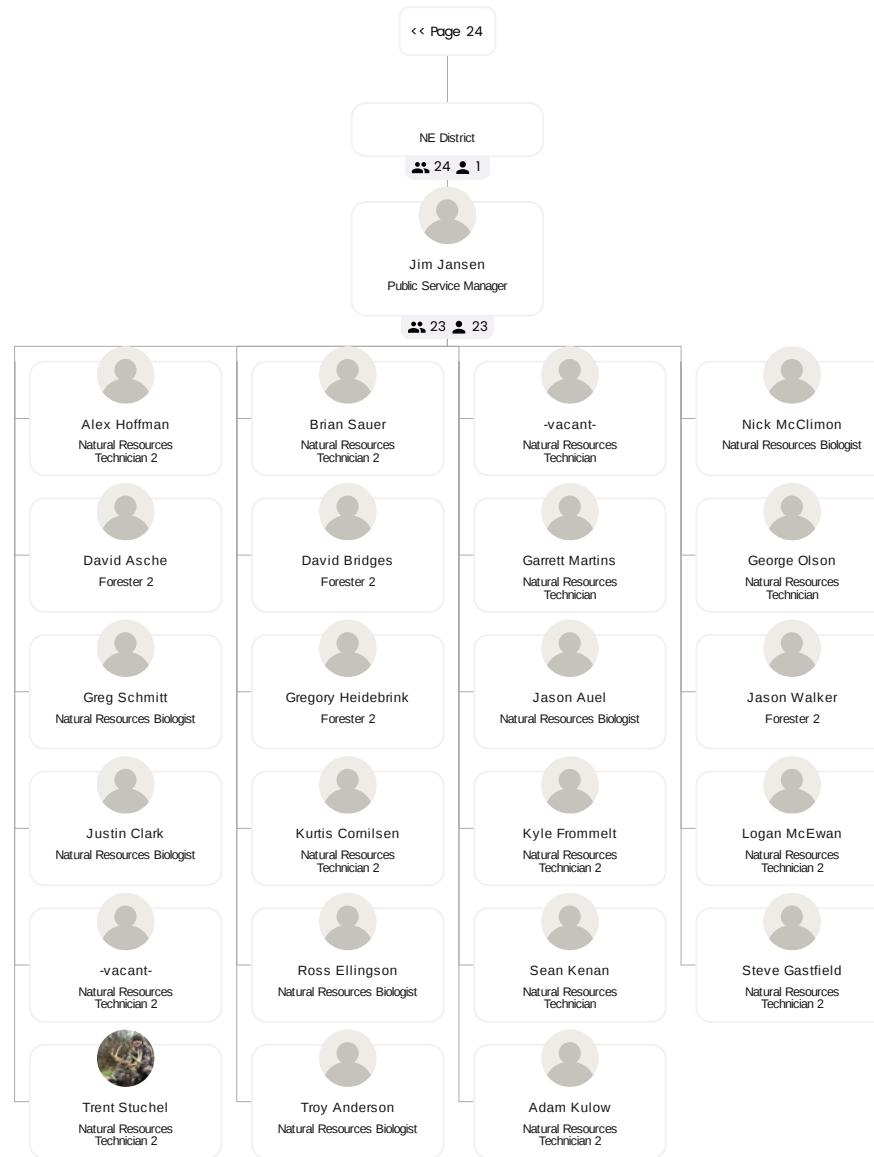 << Page 24
NE District
24 1
Jim Jansen
Public Service Manager
23 23
Alex Hoffman
Natural Resources
Technician 2
Brian Sauer
Natural Resources
Technician 2
-vacant-
Natural Resources
Technician
Nick McClimon
Natural Resources Biologist
David Asche
Forester 2
David Bridges
Forester 2
Garrett Martins
Natural Resources
Technician
George Olson
Natural Resources
Technician
Greg Schmitt
Natural Resources Biologist
Gregory Heidebrink
Forester 2
Jason Auel
Natural Resources Biologist
Jason Walker
Forester 2
Justin Clark
Natural Resources Biologist
Kurtis Cornilsen
Natural Resources
Technician 2
Kyle Frommelt
Natural Resources
Technician 2
Logan McEwan
Natural Resources
Technician 2
-vacant-
Natural Resources
Technician 2
Ross Ellingson
Natural Resources Biologist
Sean Kenan
Natural Resources
Technician
Steve Gastfield
Natural Resources
Technician 2
Trent Stuchel
Natural Resources
Technician 2
Troy Anderson
Natural Resources Biologist
Adam Kulow
Natural Resources
Technician 2